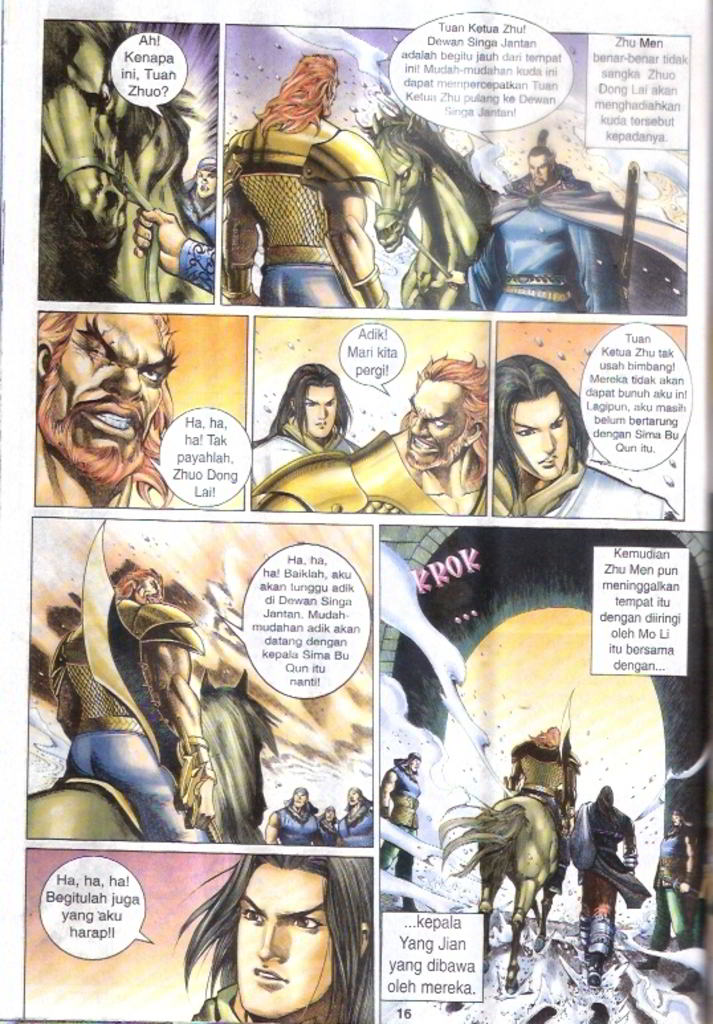 Ah!
Kenapa
ini, Tuan
Zhuo?
Tuan Ketua Zhu!
Dewan Singa Jantan
adalah begitu jauh dari tempat
ini! Mudah-mudahan kuda ini
dapat mempercepatkan Tuan
Ketua Zhu pulang ke Dewan
Singa Jantan!
Zhu Men
benar-benar tidak
sangka Zhuo
Dong Lai akan
menghadiahkan
kuda tersebut
kepadanya.
Ha, ha,
ha! Tak
payahlah,
Zhuo Dong
Lai!
Adik!
Mari kita
pergi!
Tuan
Ketua Zhu tak
usah bimbang!
Mereka tidak akan
bunuh aku ini!
Lagipun, aku masih
belum bertarung
dengan Sima Bu
Qun itu.
Ha, ha,
ha! Baiklah, aku
akan tunggu adik
di Dewan Singa
Jantan. Mudah-
mudahan adik akan
datang dengan
kepala Sima Bu
Qun itu
nanti!
KROK
...
Kemudian
Zhu Men pun
meninggalkan
tempat itu
dengan diiringi
oleh Mo Li
itu bersama
dengan...
Ha, ha, ha!
Begitulah juga
yang aku
harap!!
...kepala
Yang Jian
yang dibawa
oleh mereka.
16